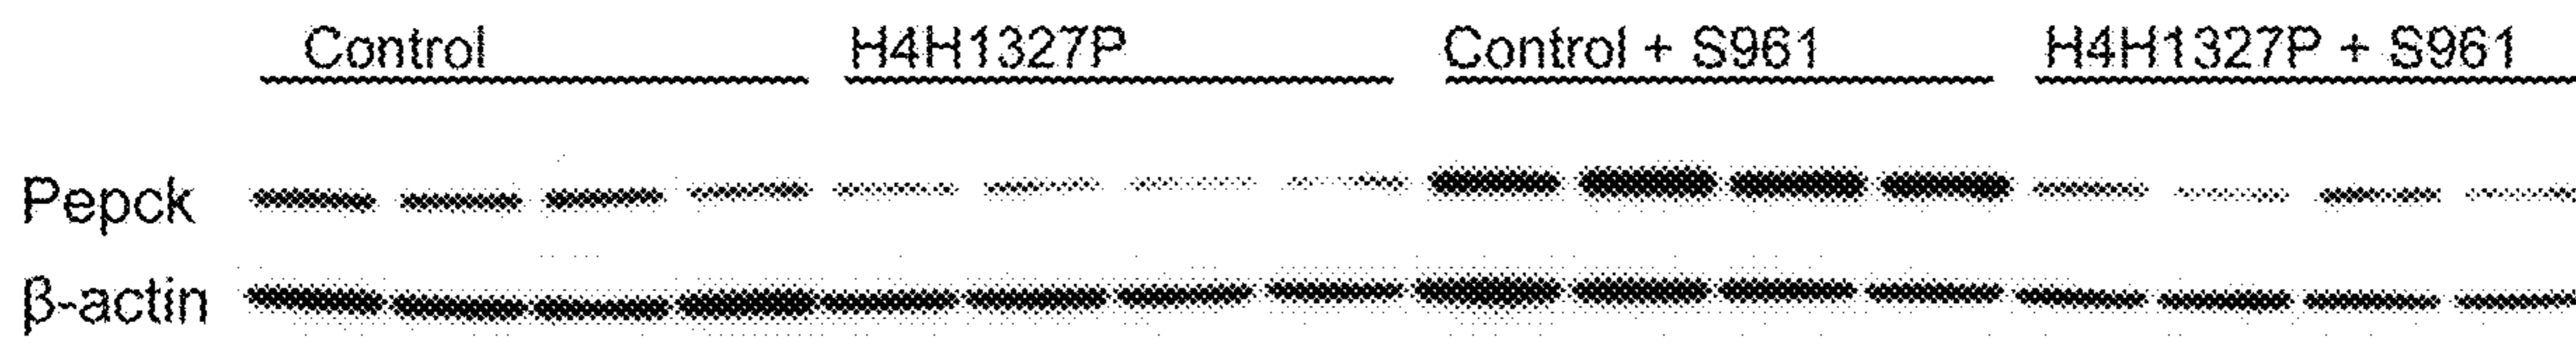 Control H4H1327P Control + S961 H4H1327P + S961
Pepck
β-actin